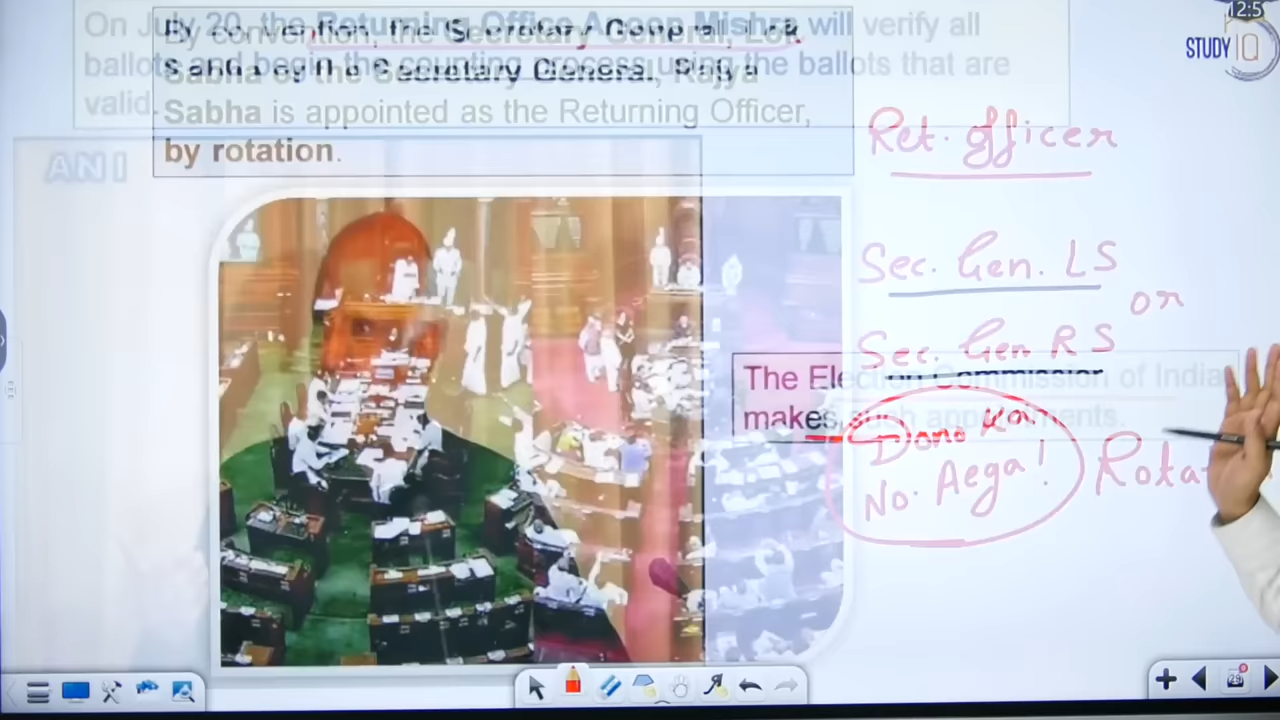 On July 20, the Returning Office Anoop Mishra will verify all
ballots and begin the counting process using the ballots that are
valid.
By convention, the Secretary General, Lok
Sabha or the Secretary General, Rajya
Sabha is appointed as the Returning Officer,
by rotation.
12:5
STUDY IQ
ANI
Ret. officer
Sec. Gen. LS
or
Sec. Gen RS
The Election Commission of India
makes such appointments.
Dono ka
No. Aega!
Rota
29